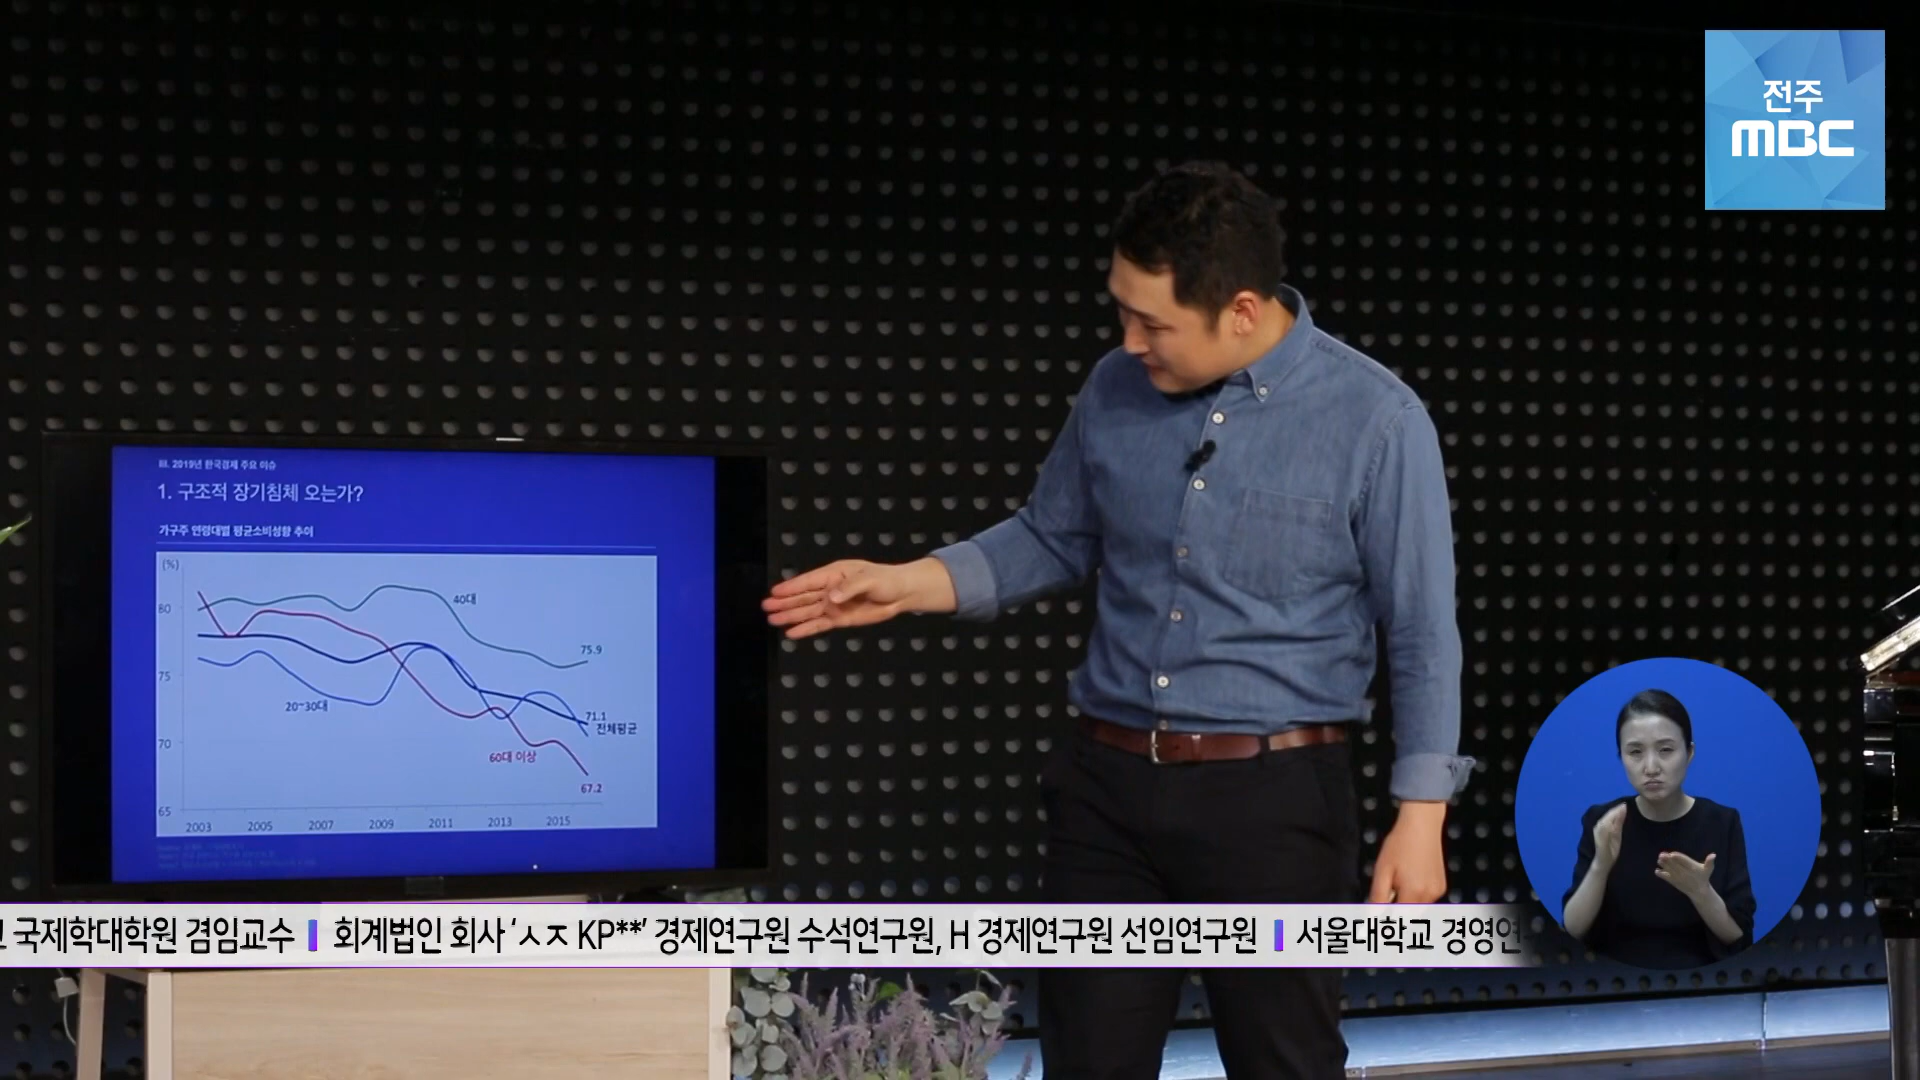 전주
MBC
III. 2019년 한국경제 주요 이슈
1. 구조적 장기침체 오는가?
가구주 연령대별 평균소비성향 추이
(%)
80
75
70
65
40대
75.9
20~30대
71.1
전체평균
60대 이상
67.2
2003 2005 2007 2009 2011 2013 2015
국제학대학원 겸임교수 ❙ 회계법인 회사 ‘ㅅㅈ KP**’ 경제연구원 수석연구원, H 경제연구원 선임연구원 ❙ 서울대학교 경영연